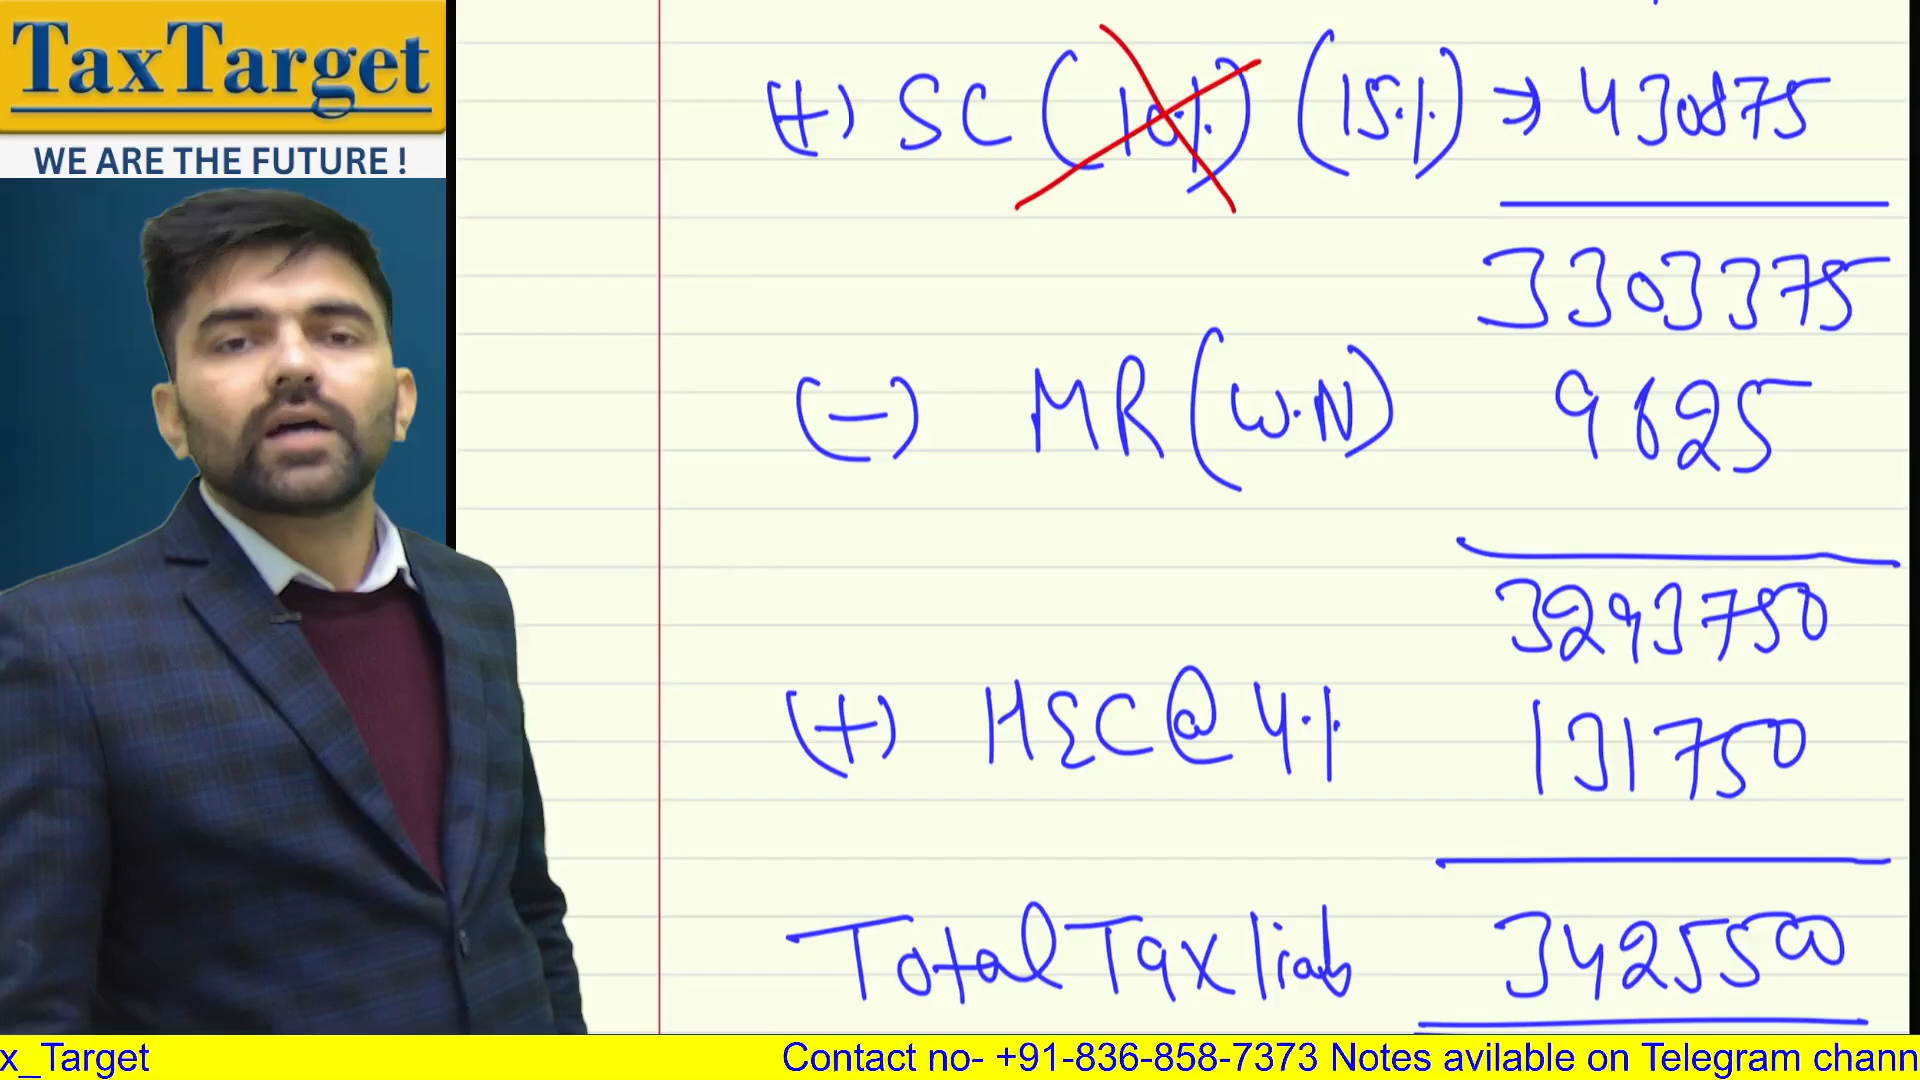 TaxTarget
WE ARE THE FUTURE !
(+) SC (10%) (15%) → 430875
3303375
(-) MR (W.N) 9625
3293750
(+) H&C @ 4% 131750
Total Tax liab 3425500
x_Target Contact no- +91-836-858-7373 Notes avilable on Telegram chann